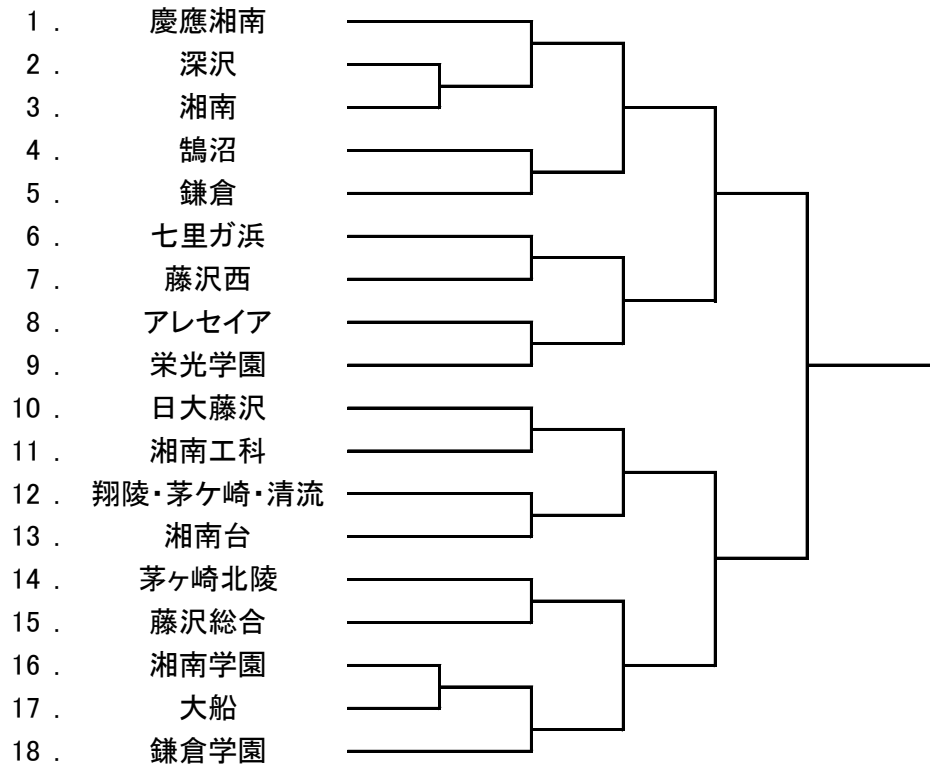 1. 慶應湘南
2. 深沢
3. 湘南
4. 鵠沼
5. 鎌倉
6. 七里ガ浜
7. 藤沢西
8. アレセイア
9. 栄光学園
10. 日大藤沢
11. 湘南工科
12. 翔陵・茅ケ崎・清流
13. 湘南台
14. 茅ヶ崎北陵
15. 藤沢総合
16. 湘南学園
17. 大船
18. 鎌倉学園